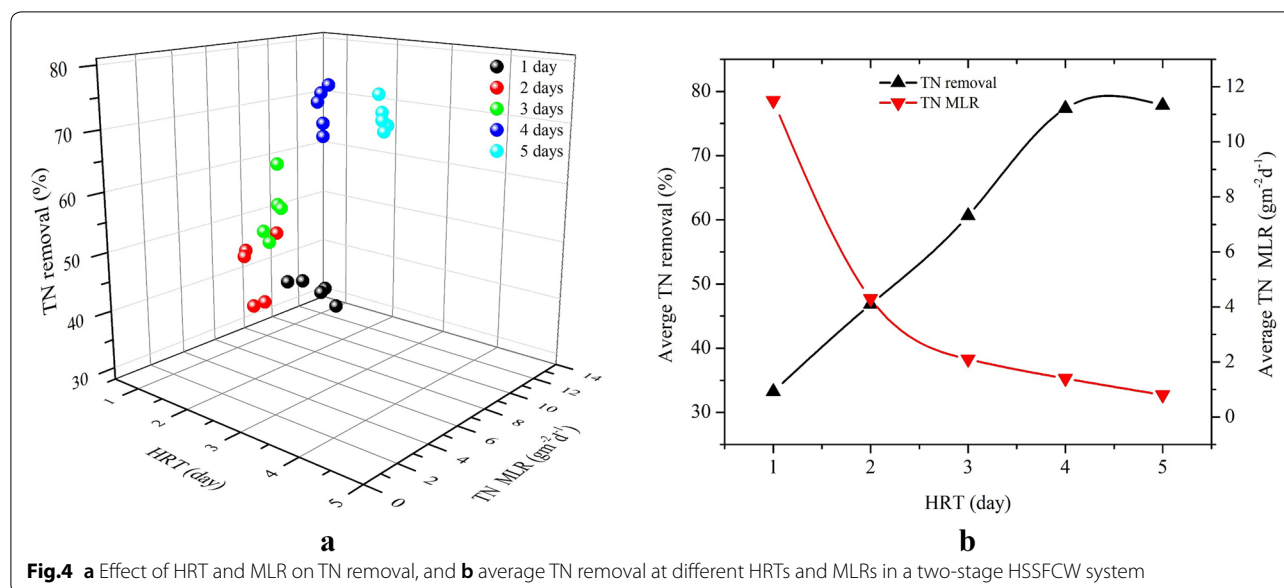 80
70
60
50
40
30
TN removal (%)
1
2
3
4
5
HRT (day)
0
2
4
6
8
10
12
14
TN MLR (gm-2d-1)
1 day
2 days
3 days
4 days
5 days
a
80
70
60
50
40
30
Averge TN removal (%)
TN removal
TN MLR
12
10
8
6
4
2
0
Average TN MLR (gm-2d-1)
1 2 3 4 5
HRT (day)
b
Fig.4 a Effect of HRT and MLR on TN removal, and b average TN removal at different HRTs and MLRs in a two-stage HSSFCW system